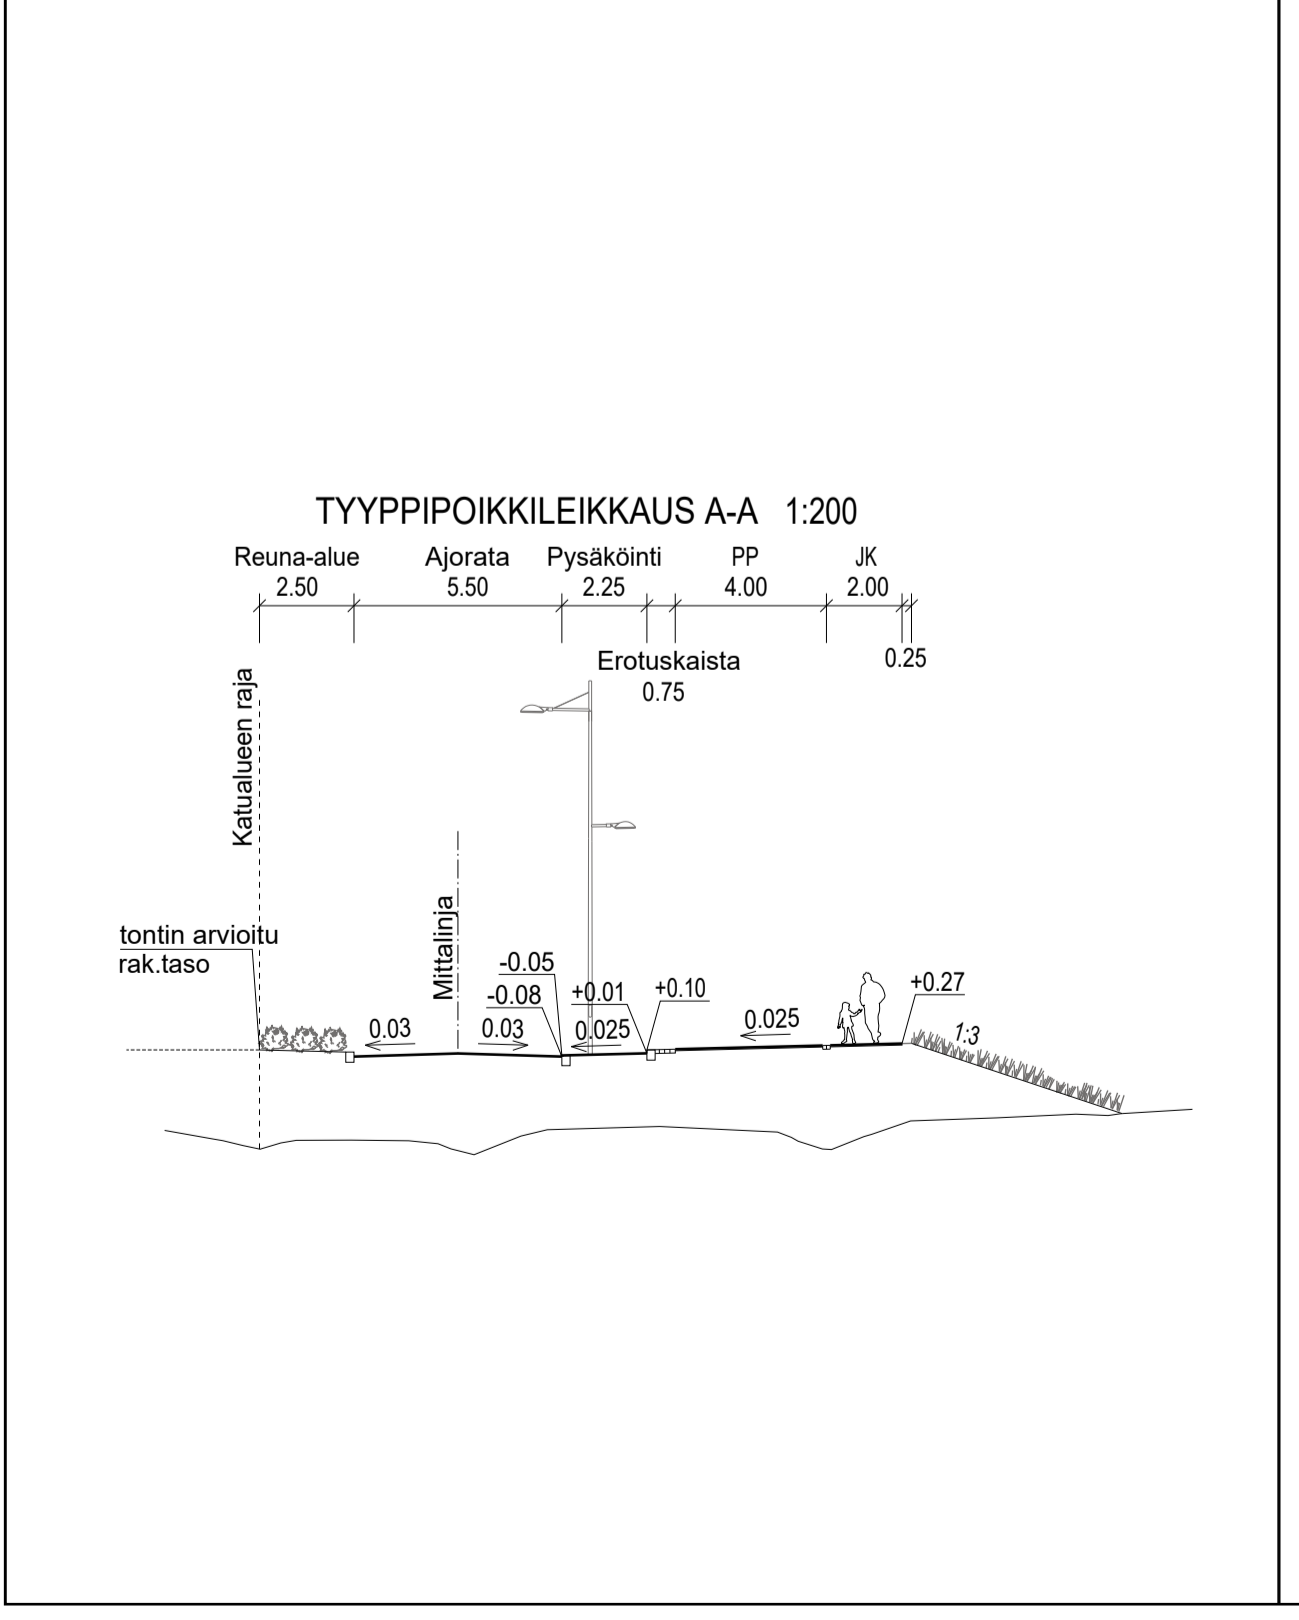 TYYPPIPOIKKILEIKKAUS A-A 1:200
Reuna-alue Ajorata Pysäköinti PP JK
2.50 5.50 2.25 4.00 2.00
Erotuskaista 0.25
0.75
Katualueen raja
Mittalinja
tontin arvioitu
rak.taso
-0.05
-0.08 +0.01 +0.10 +0.27
0.03 0.03 0.025 0.025 1:3